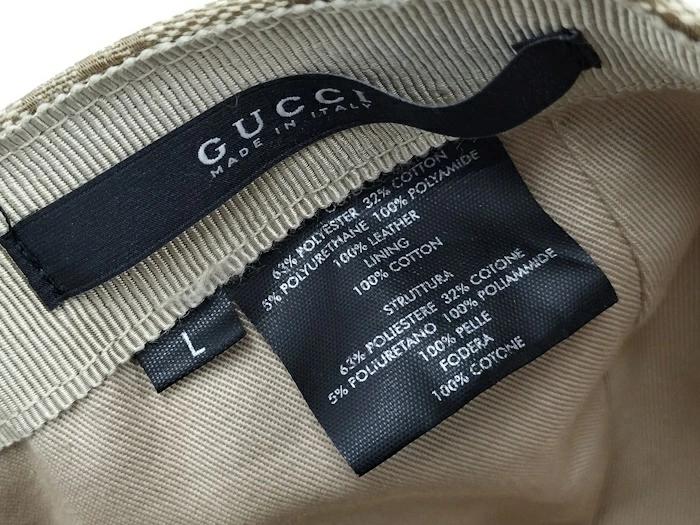 GUCCI
MADE IN ITALY
L
63% POLYESTER 32% COTTON
5% POLYURETHANE 100% POLYAMIDE
100% LEATHER
LINING
100% COTTON
STRUTTURA
63% POLIESTERE 32% COTONE
5% POLIURETANO 100% POLIAMMIDE
100% PELLE
FODERA
100% COTONE